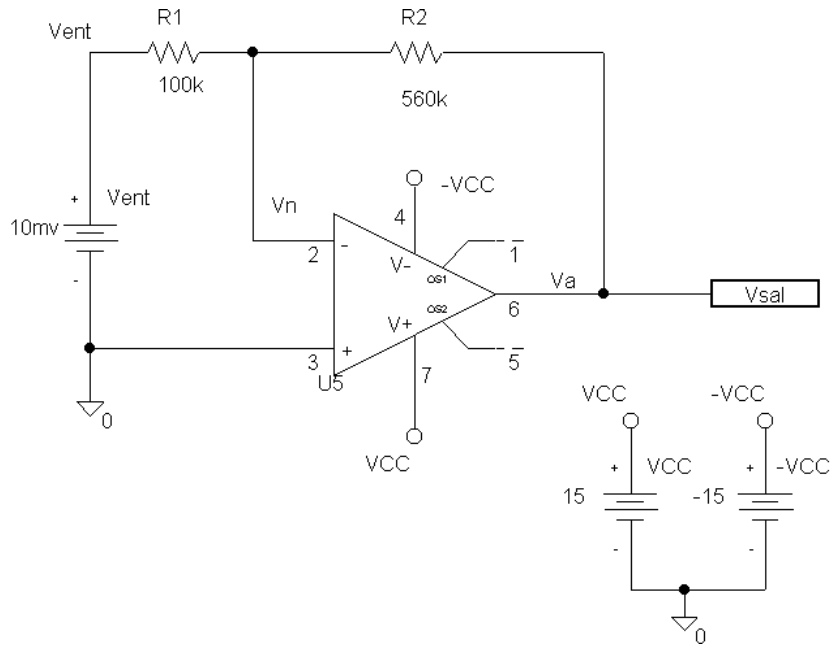 Vent
R1
R2
100k
560k
+
Vent
10mv
-
Vn
-VCC
4
2
-
V-
OS1
1
Va
Vsal
6
OS2
V+
5
3
+
U5
7
0
VCC
VCC
-VCC
+
VCC
+
-VCC
15
-15
-
-
0